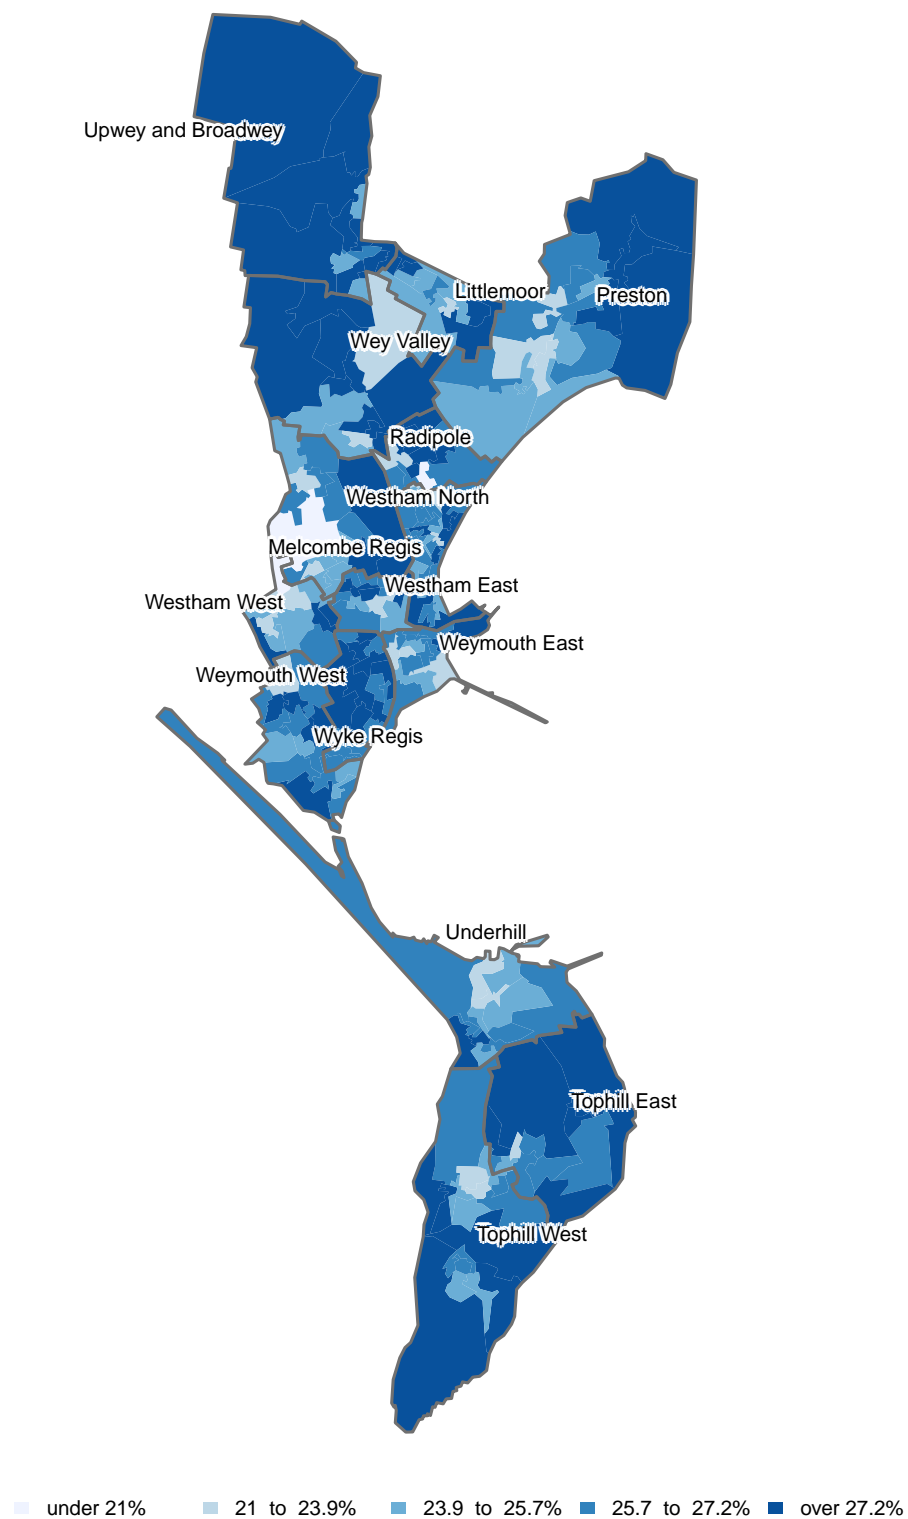 Upwey and Broadwey
Littlemoor
Preston
Wey Valley
Radipole
Westham North
Melcombe Regis
Westham East
Westham West
Weymouth East
Weymouth West
Wyke Regis
Underhill
Tophill East
Tophill West
under 21% 21 to 23.9% 23.9 to 25.7% 25.7 to 27.2% over 27.2%